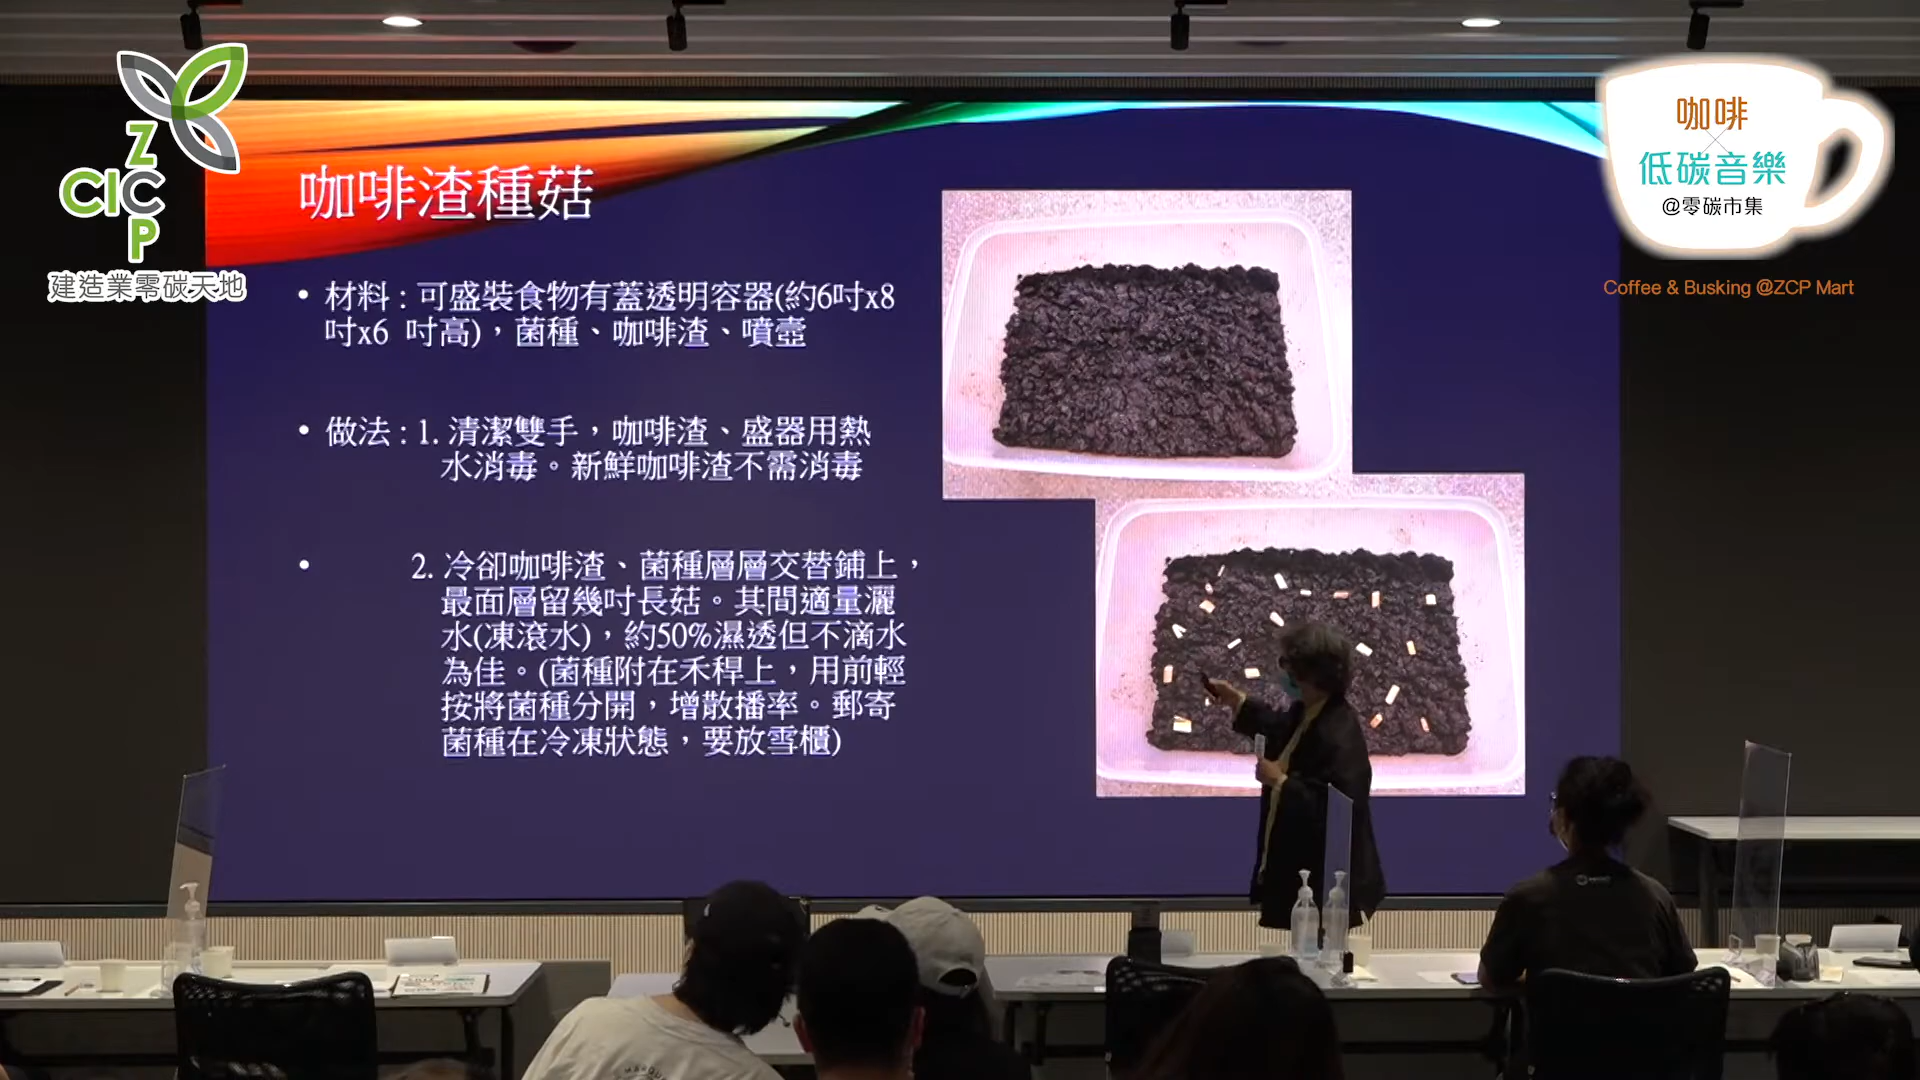 ZCP
CIC
建造業零碳天地
咖啡
低碳音樂
@零碳市集
Coffee & Busking @ZCP Mart
咖啡渣種菇
• 材料 : 可盛裝食物有蓋透明容器(約6吋x8
吋x6 吋高)，菌種、咖啡渣、噴壼
• 做法 : 1. 清潔雙手，咖啡渣、盛器用熱
水消毒。新鮮咖啡渣不需消毒
• 2. 冷卻咖啡渣、菌種層層交替鋪上，
最面層留幾吋長菇。其間適量灑
水(凍滾水)，約50%濕透但不滴水
為佳。(菌種附在禾稈上，用前輕
按將菌種分開，增散播率。郵寄
菌種在冷凍狀態，要放雪櫃)